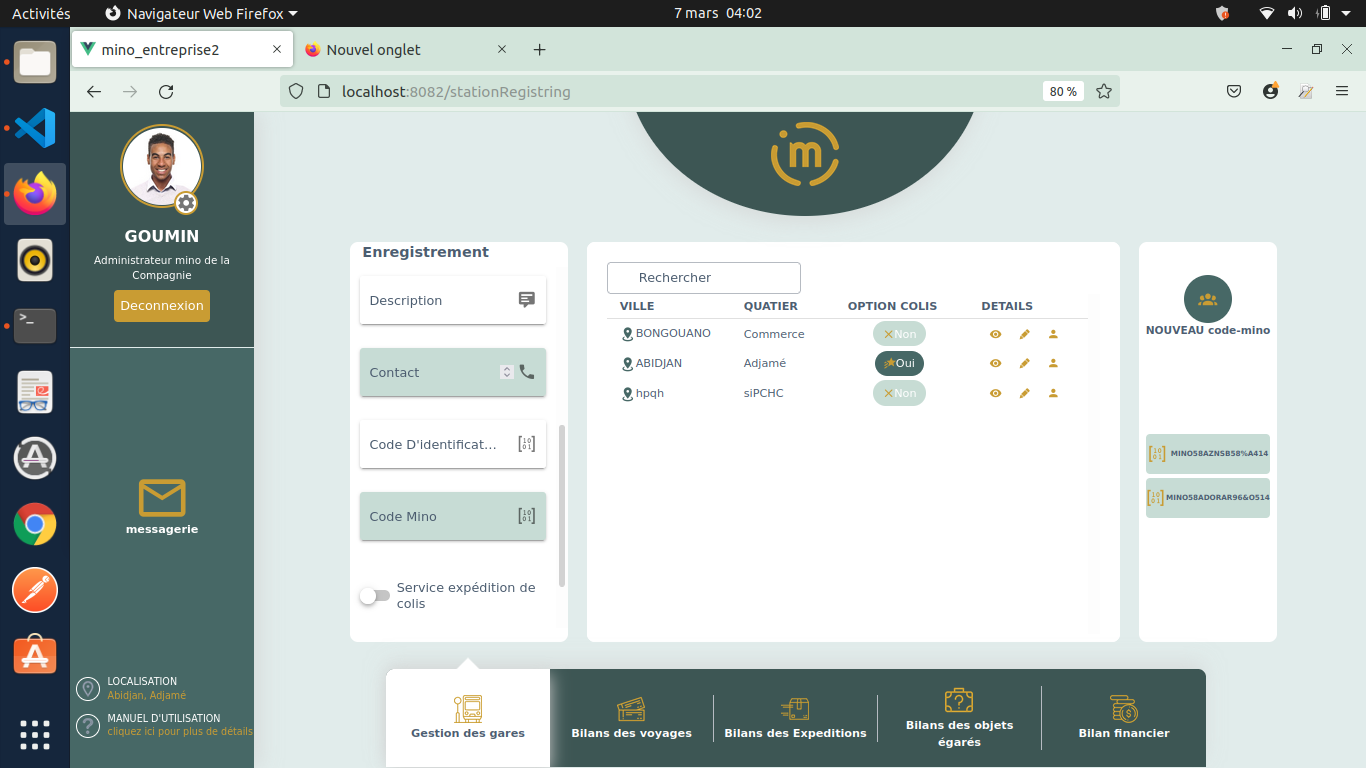 Activités
Navigateur Web Firefox
7 mars 04:02
mino_entreprise2
Nouvel onglet
localhost:8082/stationRegistring
80 %
GOUMIN
Administrateur mino de la
Compagnie
Deconnexion
messagerie
LOCALISATION
Abidjan, Adjamé
MANUEL D'UTILISATION
cliquez ici pour plus de détails
im
Enregistrement
Description
Contact
Code D'identificat...
Code Mino
Service expédition de
colis
Rechercher
VILLE QUATIER OPTION COLIS DETAILS
BONGOUANO Commerce Non
ABIDJAN Adjamé Oui
hpqh siPCHC Non
NOUVEAU code-mino
MINO58AZNSB58%A414
MINO58ADORAR96&O514
Gestion des gares
Bilans des voyages
Bilans des Expeditions
Bilans des objets
égarés
Bilan financier